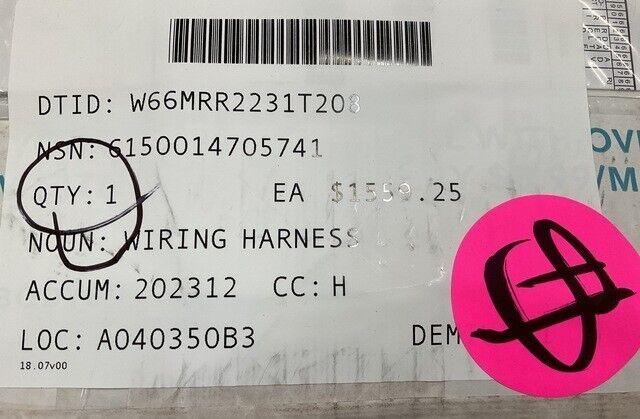 DTID: W66MRR2231T208
NSN: 6150014705741
QTY: 1 EA $1559.25
NOUN: WIRING HARNESS
ACCUM: 202312 CC: H
LOC: A04035OB3 DEM
18.07v00